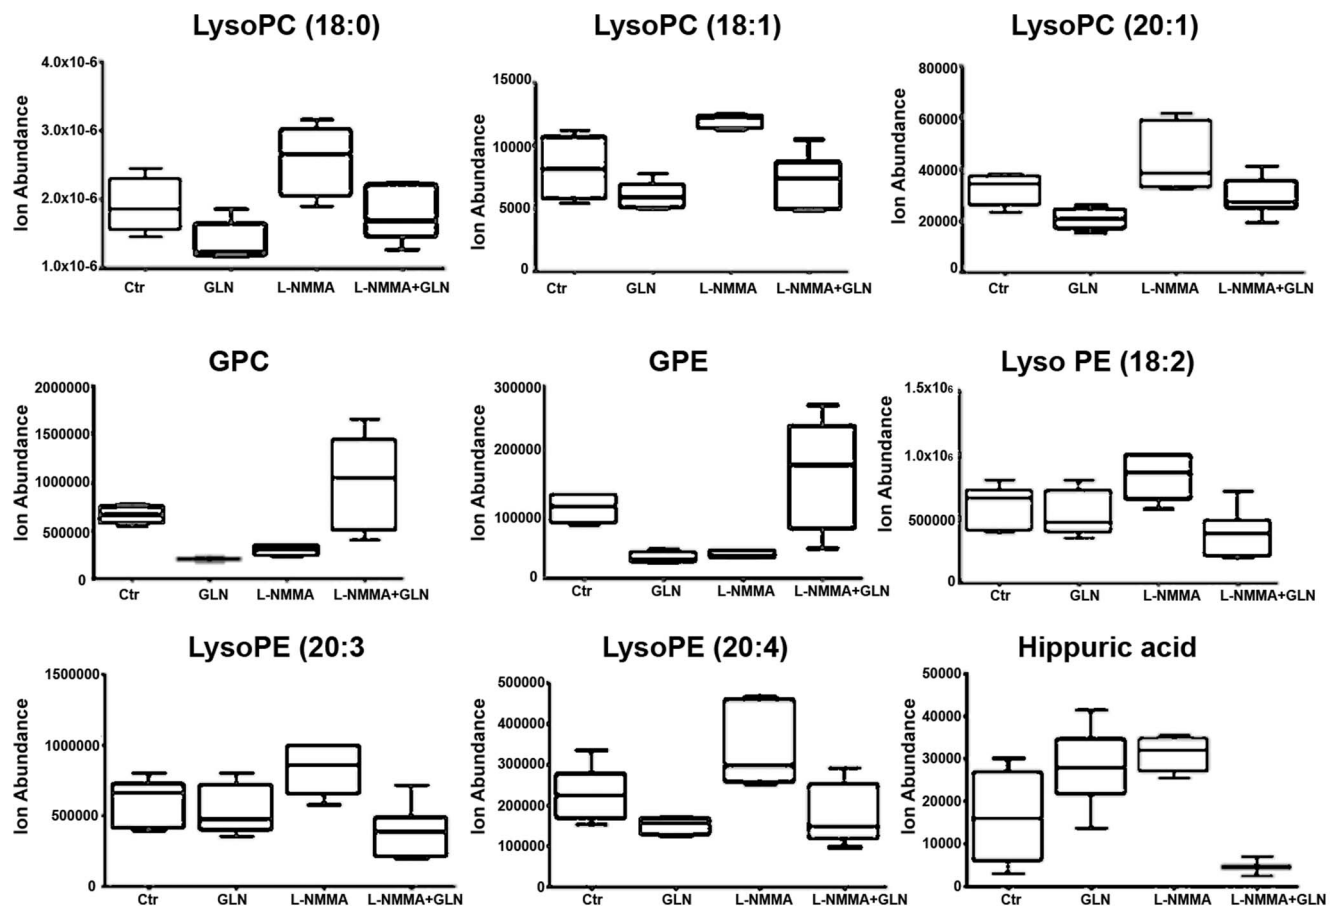 LysoPC (18:0)
LysoPC (18:1)
LysoPC (20:1)
Ion Abundance
4.0x10-6
3.0x10-6
2.0x10-6
1.0x10-6
Ctr GLN L-NMMA L-NMMA+GLN
Ion Abundance
15000
10000
5000
0
Ctr GLN L-NMMA L-NMMA+GLN
Ion Abundance
80000
60000
40000
20000
0
Ctr GLN L-NMMA L-NMMA+GLN
GPC
GPE
Lyso PE (18:2)
Ion Abundance
2000000
1500000
1000000
500000
0
Ctr GLN L-NMMA L-NMMA+GLN
Ion Abundance
300000
200000
100000
0
Ctr GLN L-NMMA L-NMMA+GLN
Ion Abundance
1.5x10₆
1.0x10₆
500000
0
Ctr GLN L-NMMA L-NMMA+GLN
LysoPE (20:3
LysoPE (20:4)
Hippuric acid
Ion Abundance
1500000
1000000
500000
0
Ctr GLN L-NMMA L-NMMA+GLN
Ion Abundance
500000
400000
300000
200000
100000
0
Ctr GLN L-NMMA L-NMMA+GLN
Ion Abundance
50000
40000
30000
20000
10000
0
Ctr GLN L-NMMA L-NMMA+GLN